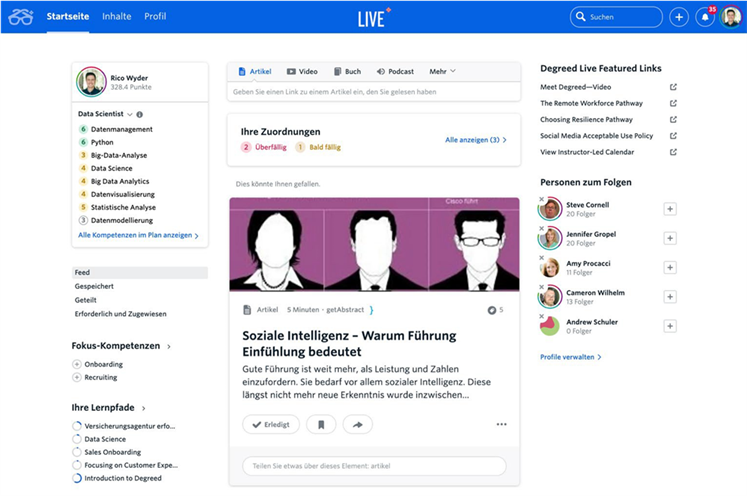 Startseite
Inhalte
Profil
LIVE
Suchen
35
Rico Wyder
328.4 Punkte
Data Scientist
6 Datenmanagement
6 Python
3 Big-Data-Analyse
4 Data Science
4 Big Data Analytics
4 Datenvisualisierung
5 Statistische Analyse
3 Datenmodellierung
Alle Kompetenzen im Plan anzeigen
Feed
Gespeichert
Geteilt
Erforderlich und Zugewiesen
Fokus-Kompetenzen
Onboarding
Recruiting
Ihre Lernpfade
Versicherungsagentur erfo...
Data Science
Sales Onboarding
Focusing on Customer Expe...
Introduction to Degreed
Artikel
Video
Buch
Podcast
Mehr
Geben Sie einen Link zu einem Artikel ein, den Sie gelesen haben
Ihre Zuordnungen
2 Überfällig
1 Bald fällig
Alle anzeigen (3)
Dies könnte Ihnen gefallen.
Cisco führt
Artikel 5 Minuten · getAbstract
5
Soziale Intelligenz – Warum Führung
Einfühlung bedeutet
Gute Führung ist weit mehr, als Leistung und Zahlen
einzufordern. Sie bedarf vor allem sozialer Intelligenz. Diese
längst nicht mehr neue Erkenntnis wurde inzwischen...
Erledigt
Teilen Sie etwas über dieses Element: artikel
Degreed Live Featured Links
Meet Degreed—Video
The Remote Workforce Pathway
Choosing Resilience Pathway
Social Media Acceptable Use Policy
View Instructor-Led Calendar
Personen zum Folgen
Steve Cornell
20 Folger
Jennifer Gropel
20 Folger
Amy Procacci
11 Folger
Cameron Wilhelm
13 Folger
Andrew Schuler
0 Folger
Profile verwalten